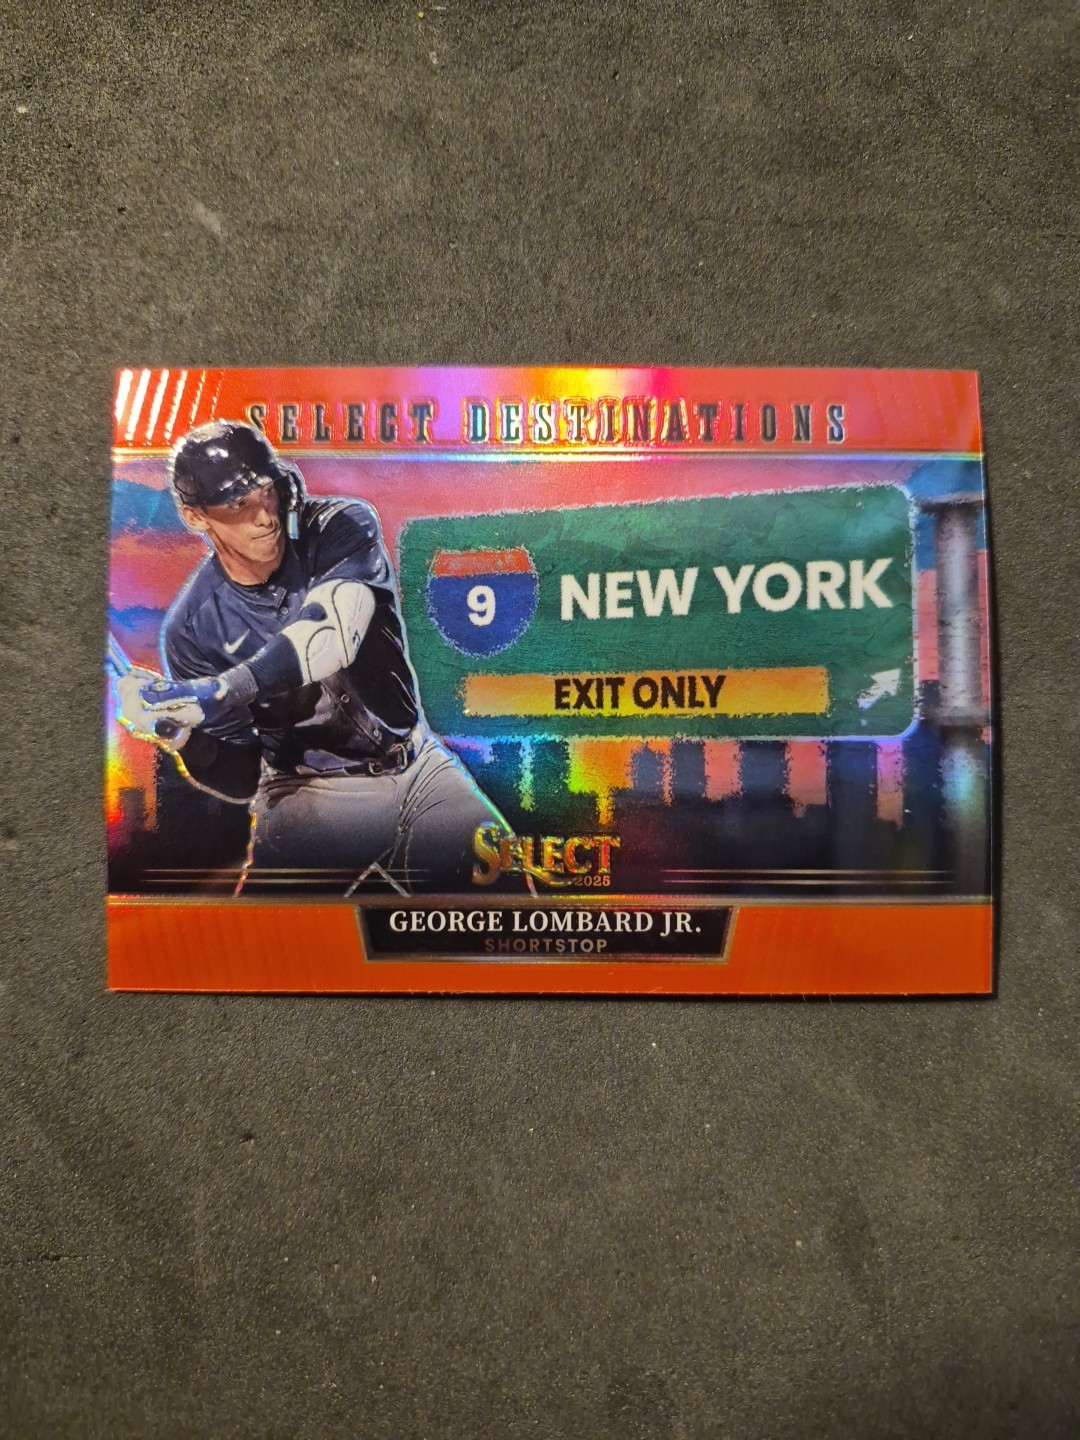 SELECT DESTINATIONS
9
NEW YORK
EXIT ONLY
SELECT
2025
GEORGE LOMBARD JR.
SHORTSTOP